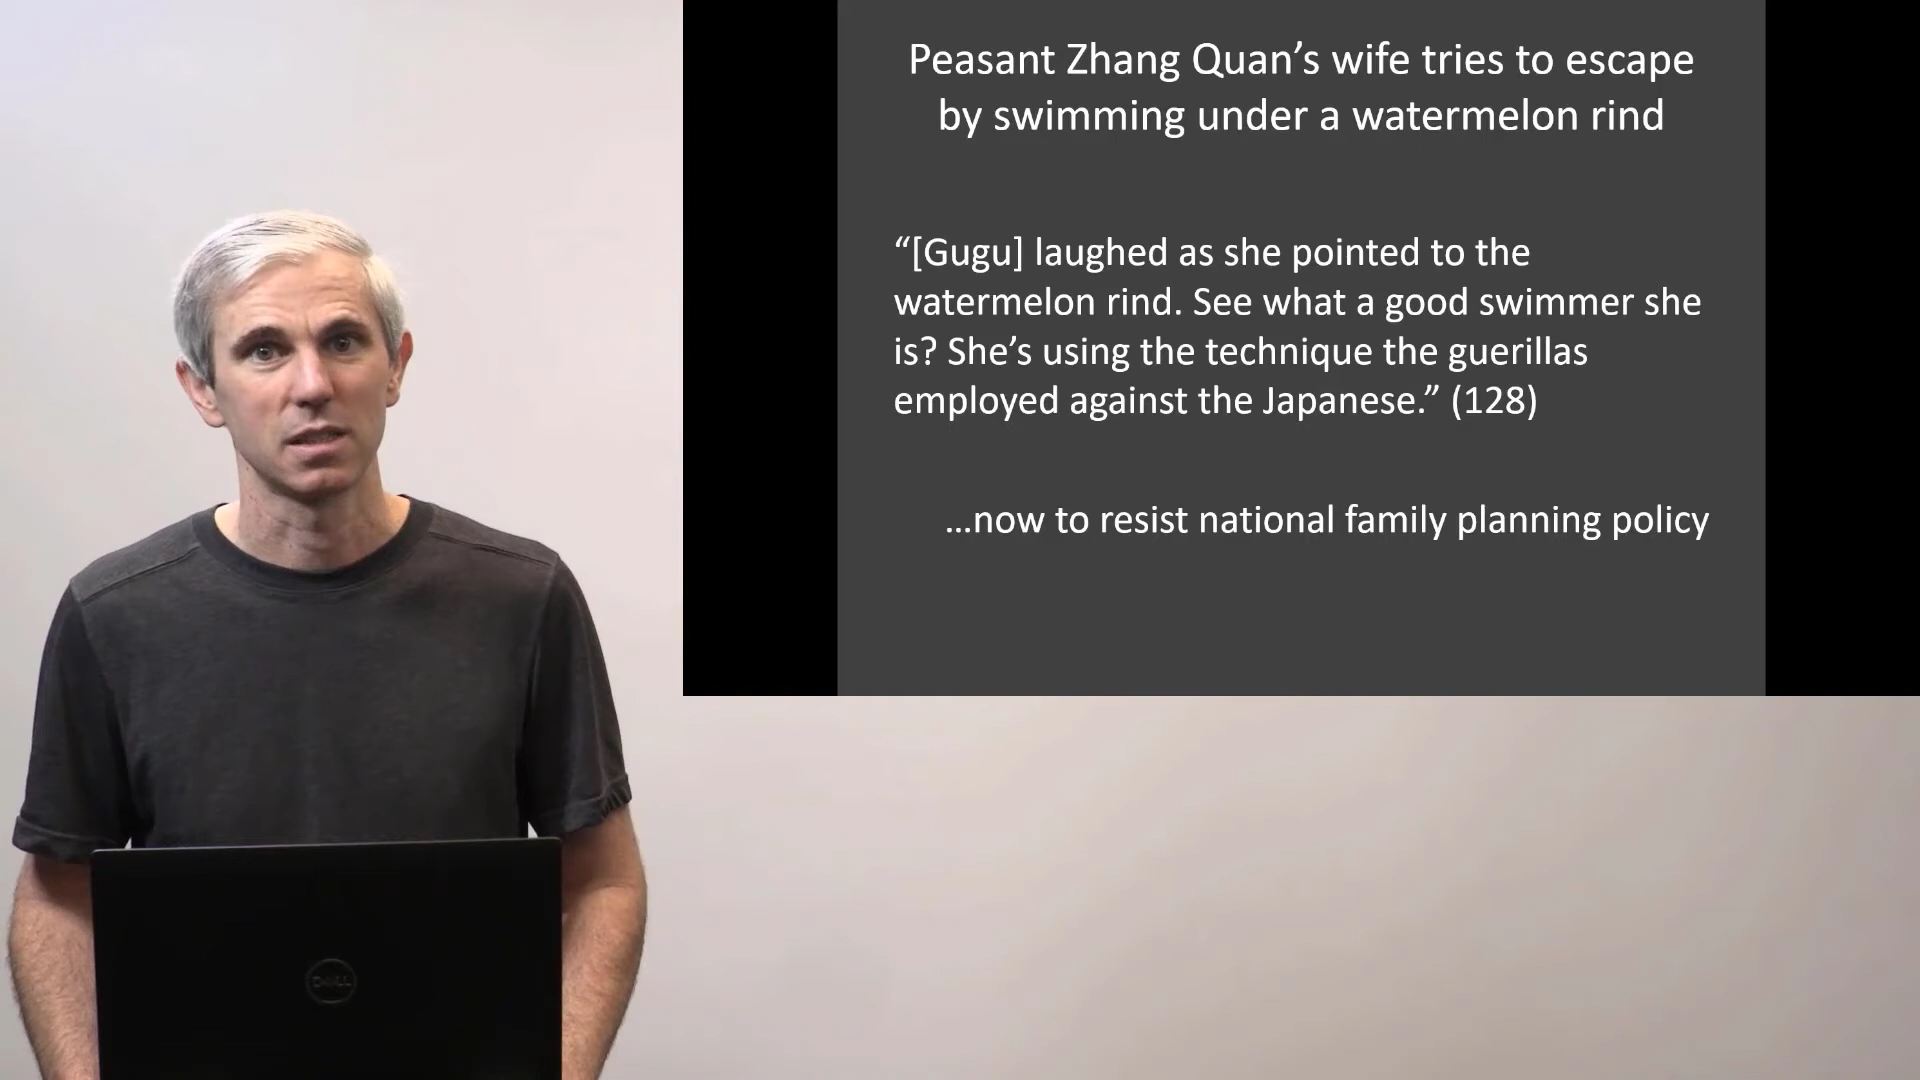 Peasant Zhang Quan’s wife tries to escape
by swimming under a watermelon rind
“[Gugu] laughed as she pointed to the
watermelon rind. See what a good swimmer she
is? She’s using the technique the guerillas
employed against the Japanese.” (128)
…now to resist national family planning policy
DELL